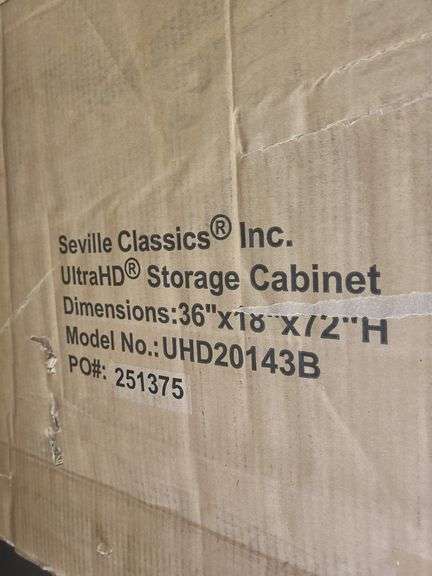 Seville Classics® Inc.
UltraHD® Storage Cabinet
Dimensions:36"x18"x72"H
Model No.:UHD20143B
PO#: 251375